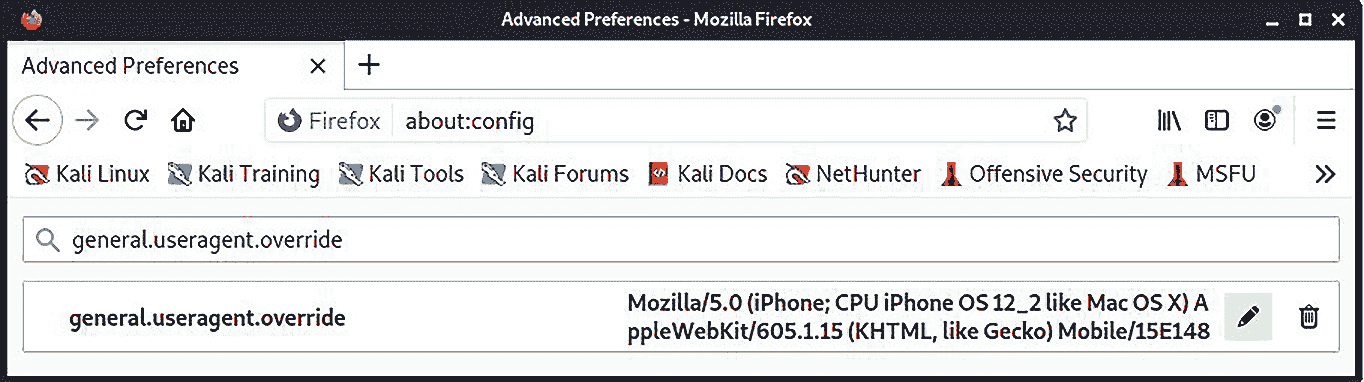 Advanced Preferences - Mozilla Firefox
Advanced Preferences
Firefox about:config
Kali Linux Kali Training Kali Tools Kali Forums Kali Docs NetHunter Offensive Security MSFU
general.useragent.override
general.useragent.override
Mozilla/5.0 (iPhone; CPU iPhone OS 12_2 like Mac OS X) A
ppleWebKit/605.1.15 (KHTML, like Gecko) Mobile/15E148